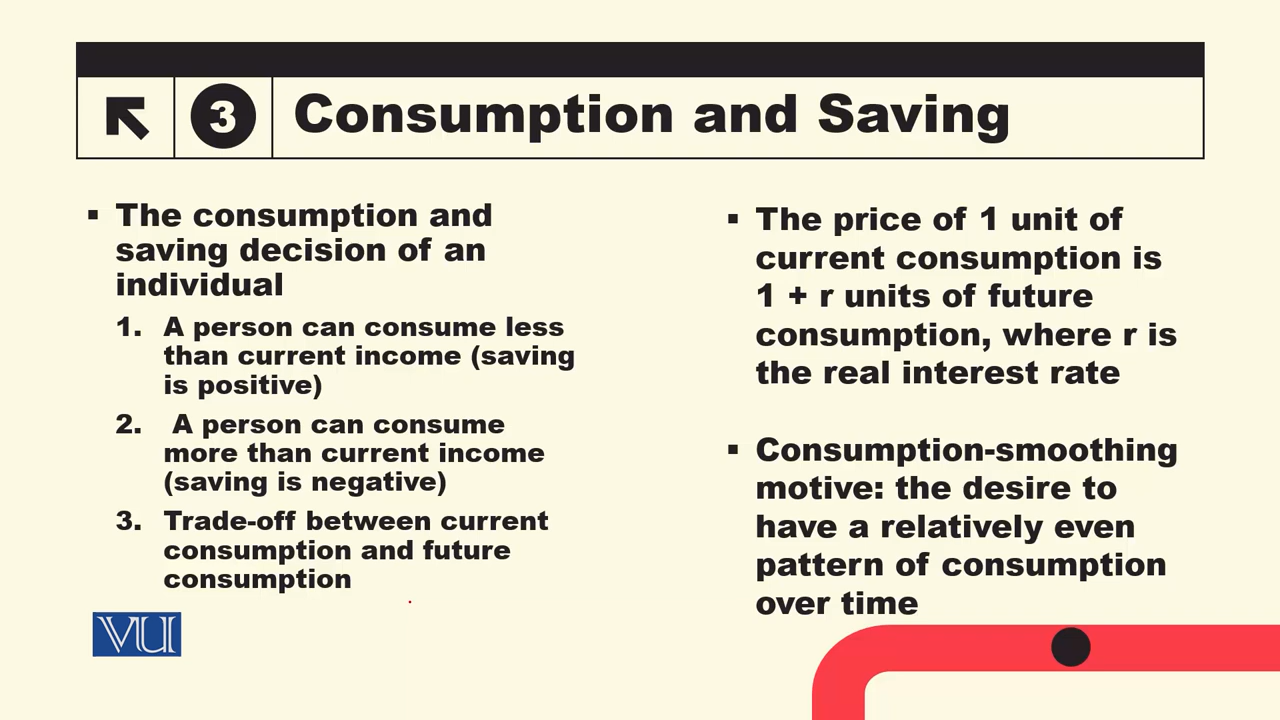 3
Consumption and Saving
▪ The consumption and
saving decision of an
individual
1. A person can consume less
than current income (saving
is positive)
2. A person can consume
more than current income
(saving is negative)
3. Trade-off between current
consumption and future
consumption
▪ The price of 1 unit of
current consumption is
1 + r units of future
consumption, where r is
the real interest rate
▪ Consumption-smoothing
motive: the desire to
have a relatively even
pattern of consumption
over time
VU